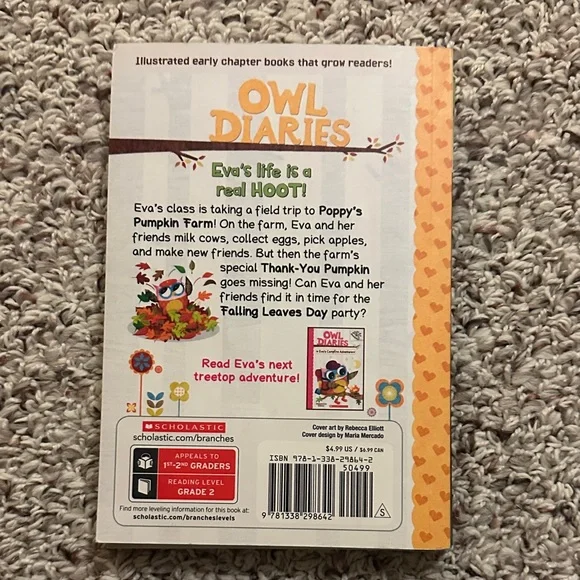 Illustrated early chapter books that grow readers!
OWL
DIARIES
Eva's life is a
real HOOT!
Eva's class is taking a field trip to Poppy's
Pumpkin Farm! On the farm, Eva and her
friends milk cows, collect eggs, pick apples,
and make new friends. But then the farm's
special Thank-You Pumpkin
goes missing! Can Eva and her
friends find it in time for the
Falling Leaves Day party?
Read Eva's next
treetop adventure!
OWL
DIARIES
Eva's Campfire Adventure
SCHOLASTIC
scholastic.com/branches
APPEALS TO
1ST-2ND GRADERS
READING LEVEL
GRADE 2
Find more leveling information for this book at:
scholastic.com/brancheslevels
Cover art by Rebecca Elliott
Cover design by Maria Mercado
$4.99 US / $6.99 CAN
ISBN 978-1-338-29864-2
50499
9 781338 298642
S